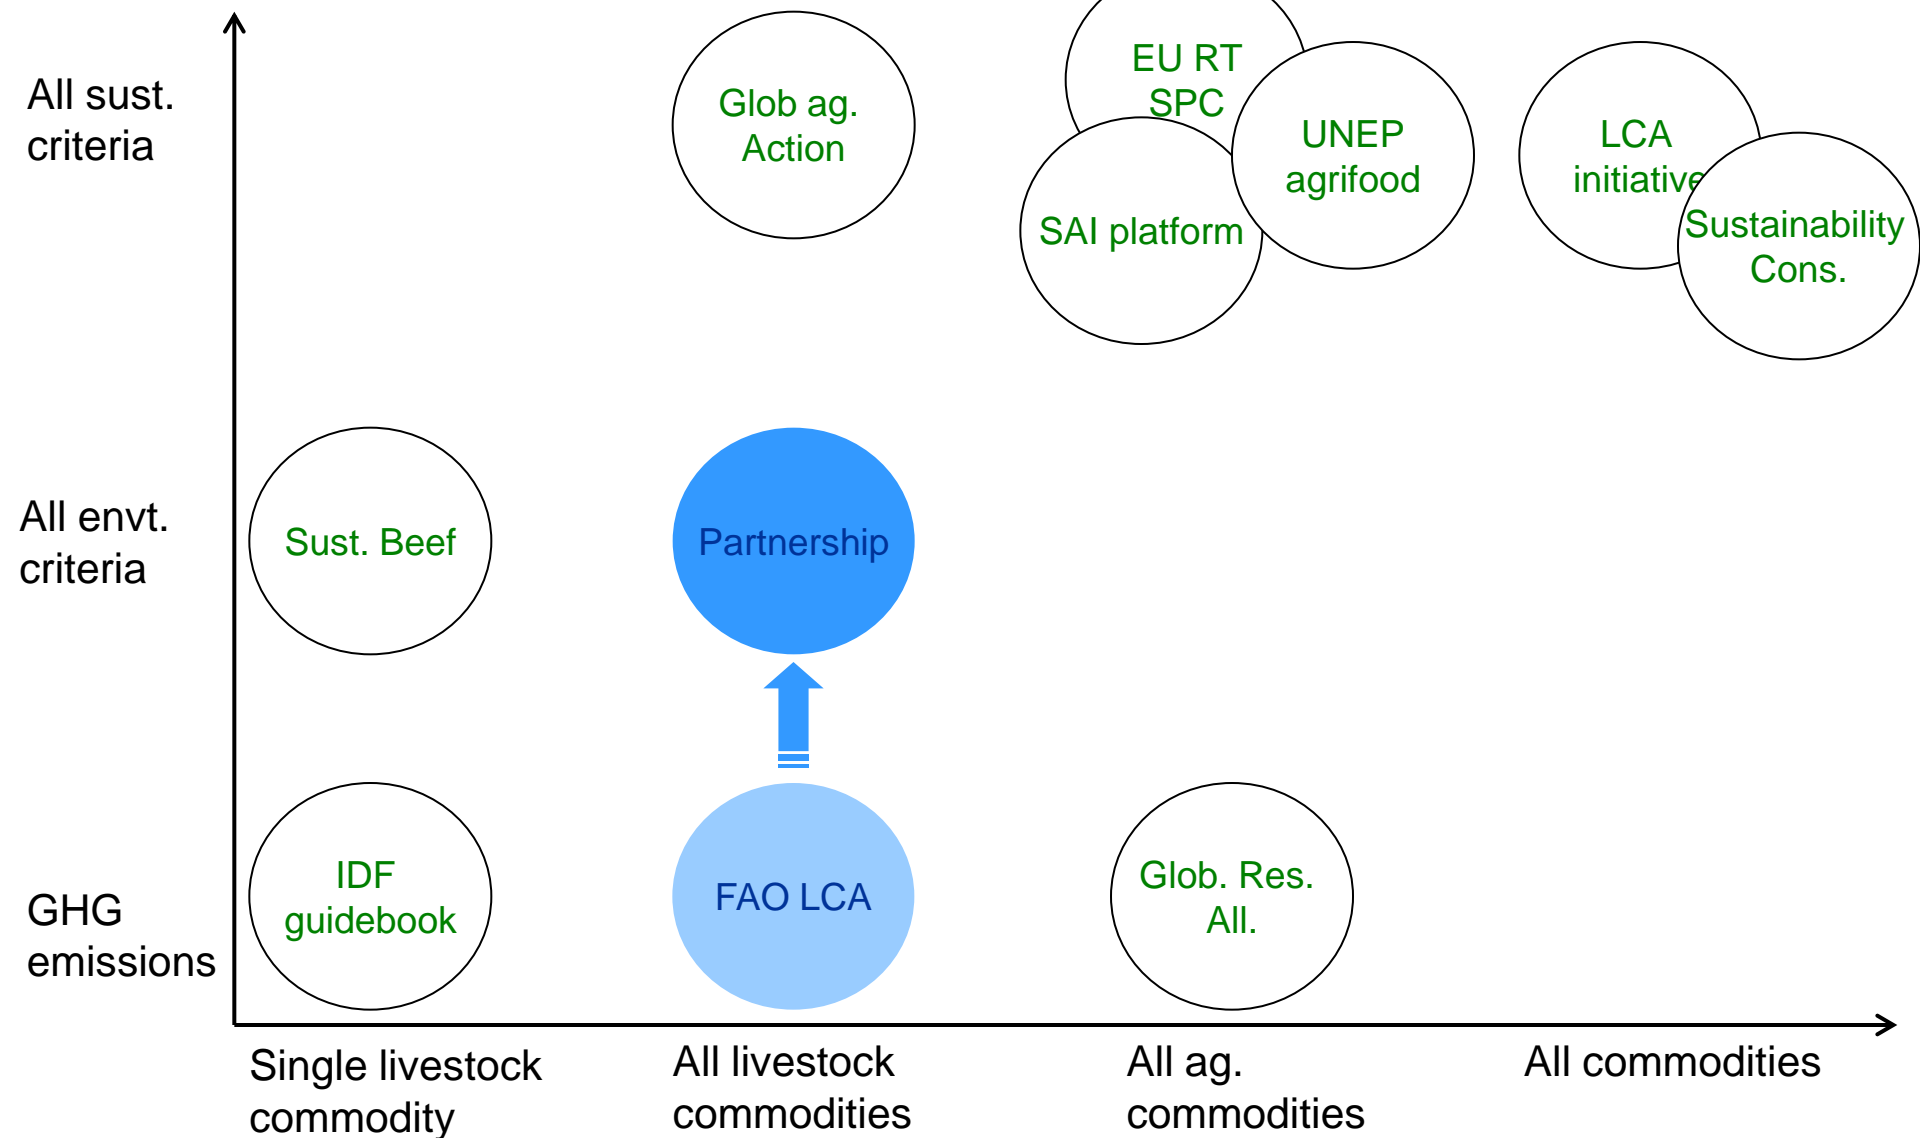 All sust.
criteria
Glob ag.
Action
EU RT
SPC
SAI platform
UNEP
agrifood
LCA
initiative
Sustainability
Cons.
All envt.
criteria
Sust. Beef
Partnership
GHG
emissions
IDF
guidebook
FAO LCA
Glob. Res.
All.
Single livestock
commodity
All livestock
commodities
All ag.
commodities
All commodities